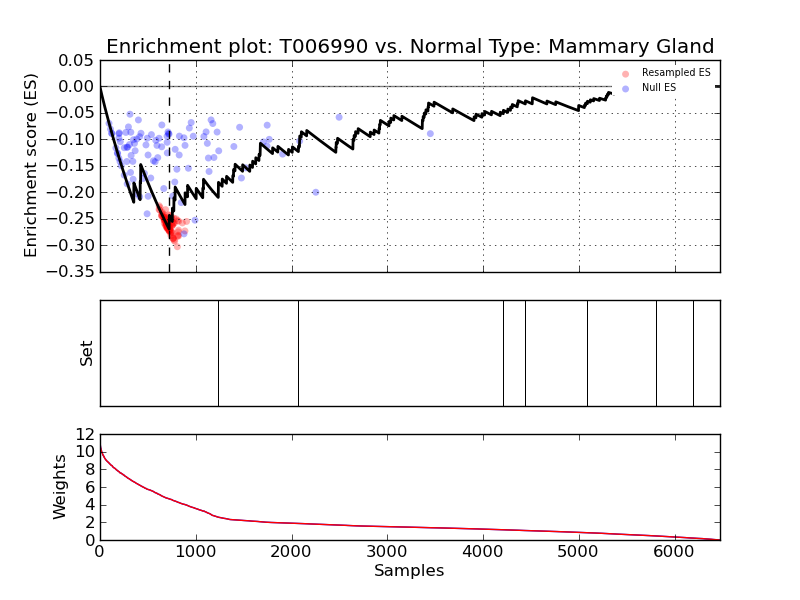 Enrichment plot: T006990 vs. Normal Type: Mammary Gland
Enrichment score (ES)
0.05
0.00
−0.05
−0.10
−0.15
−0.20
−0.25
−0.30
−0.35
Resampled ES
Null ES
Set
Weights
12
10
8
6
4
2
0
0 1000 2000 3000 4000 5000 6000
Samples